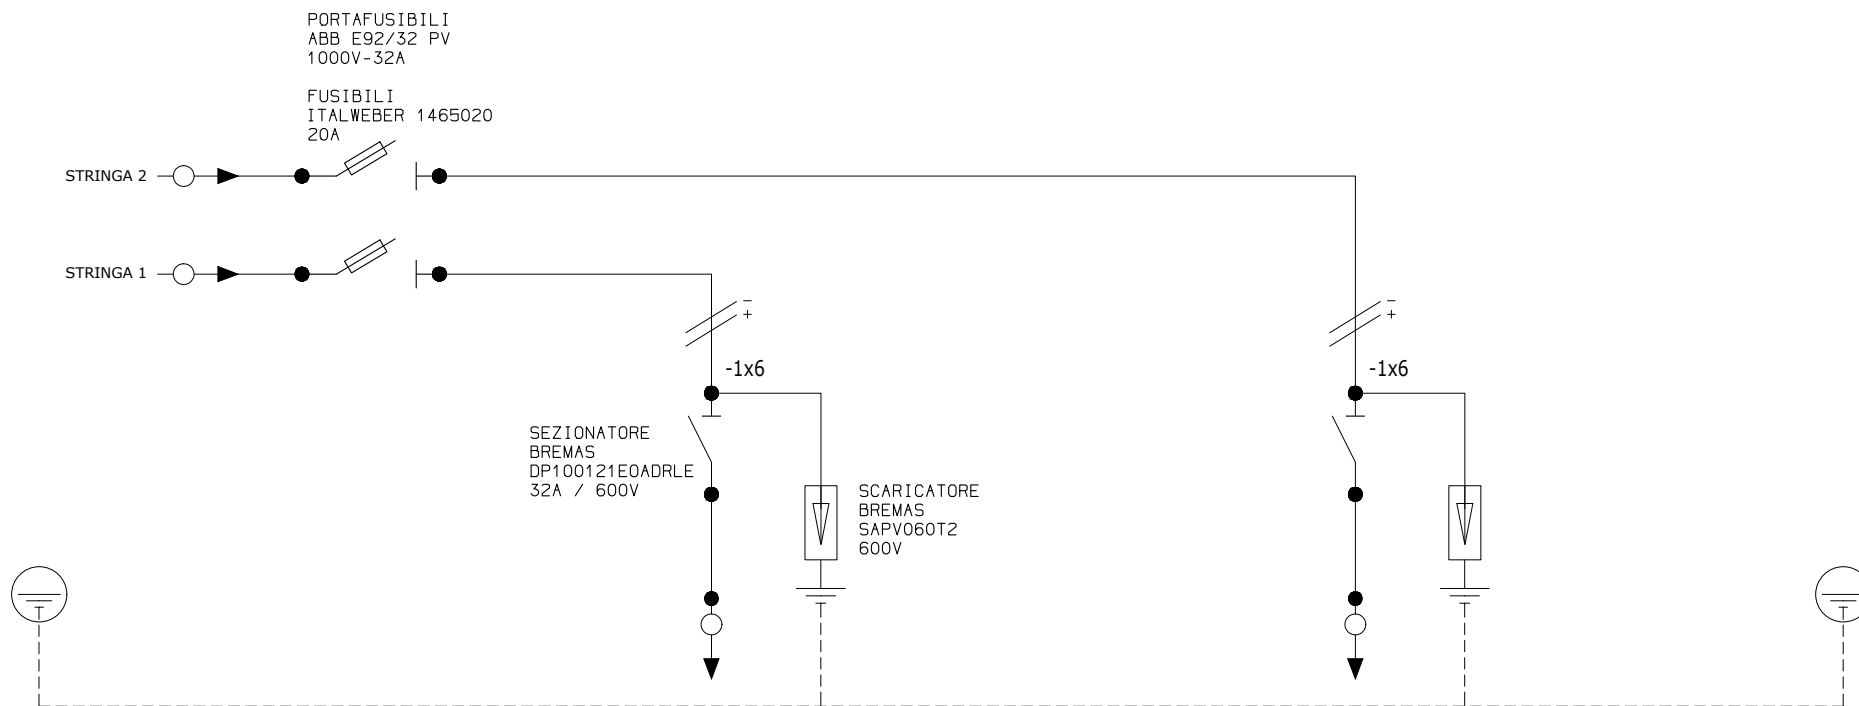 PORTAFUSIBILI
ABB E92/32 PV
1000V-32A
FUSIBILI
ITALWEBER 1465020
20A
STRINGA 2
STRINGA 1
-
+
-
+
-1x6
-1x6
SEZIONATORE
BREMAS
DP100121E0ADRLE
32A / 600V
SCARICATORE
BREMAS
SAPV060T2
600V